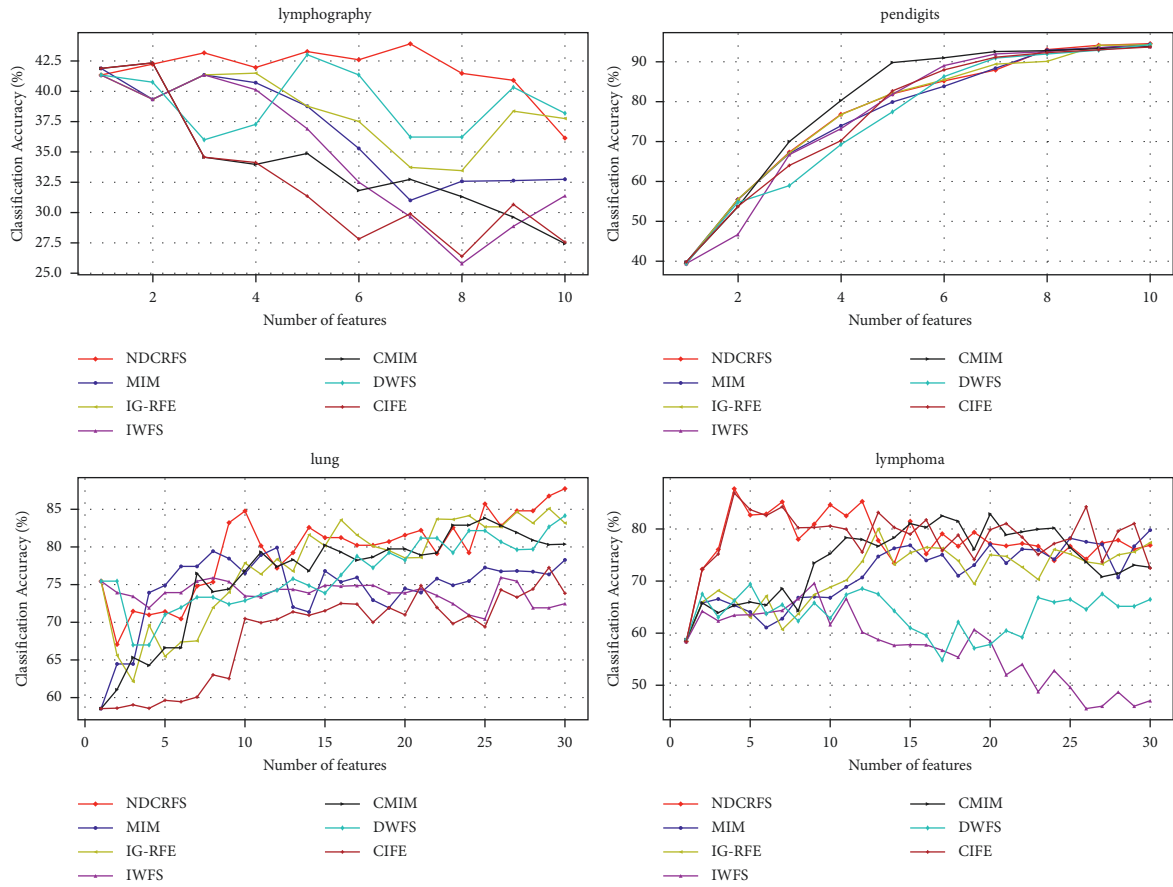 lymphography
Classification Accuracy (%)
42.5
40.0
37.5
35.0
32.5
30.0
27.5
25.0
2 4 6 8 10
Number of features
NDCRFS CMIM
MIM DWFS
IG-RFE CIFE
IWFS
pendigits
Classification Accuracy (%)
90
80
70
60
50
40
2 4 6 8 10
Number of features
NDCRFS CMIM
MIM DWFS
IG-RFE CIFE
IWFS
lung
Classification Accuracy (%)
85
80
75
70
65
60
0 5 10 15 20 25 30
Number of features
NDCRFS CMIM
MIM DWFS
IG-RFE CIFE
IWFS
lymphoma
Classification Accuracy (%)
80
70
60
50
0 5 10 15 20 25 30
Number of features
NDCRFS CMIM
MIM DWFS
IG-RFE CIFE
IWFS